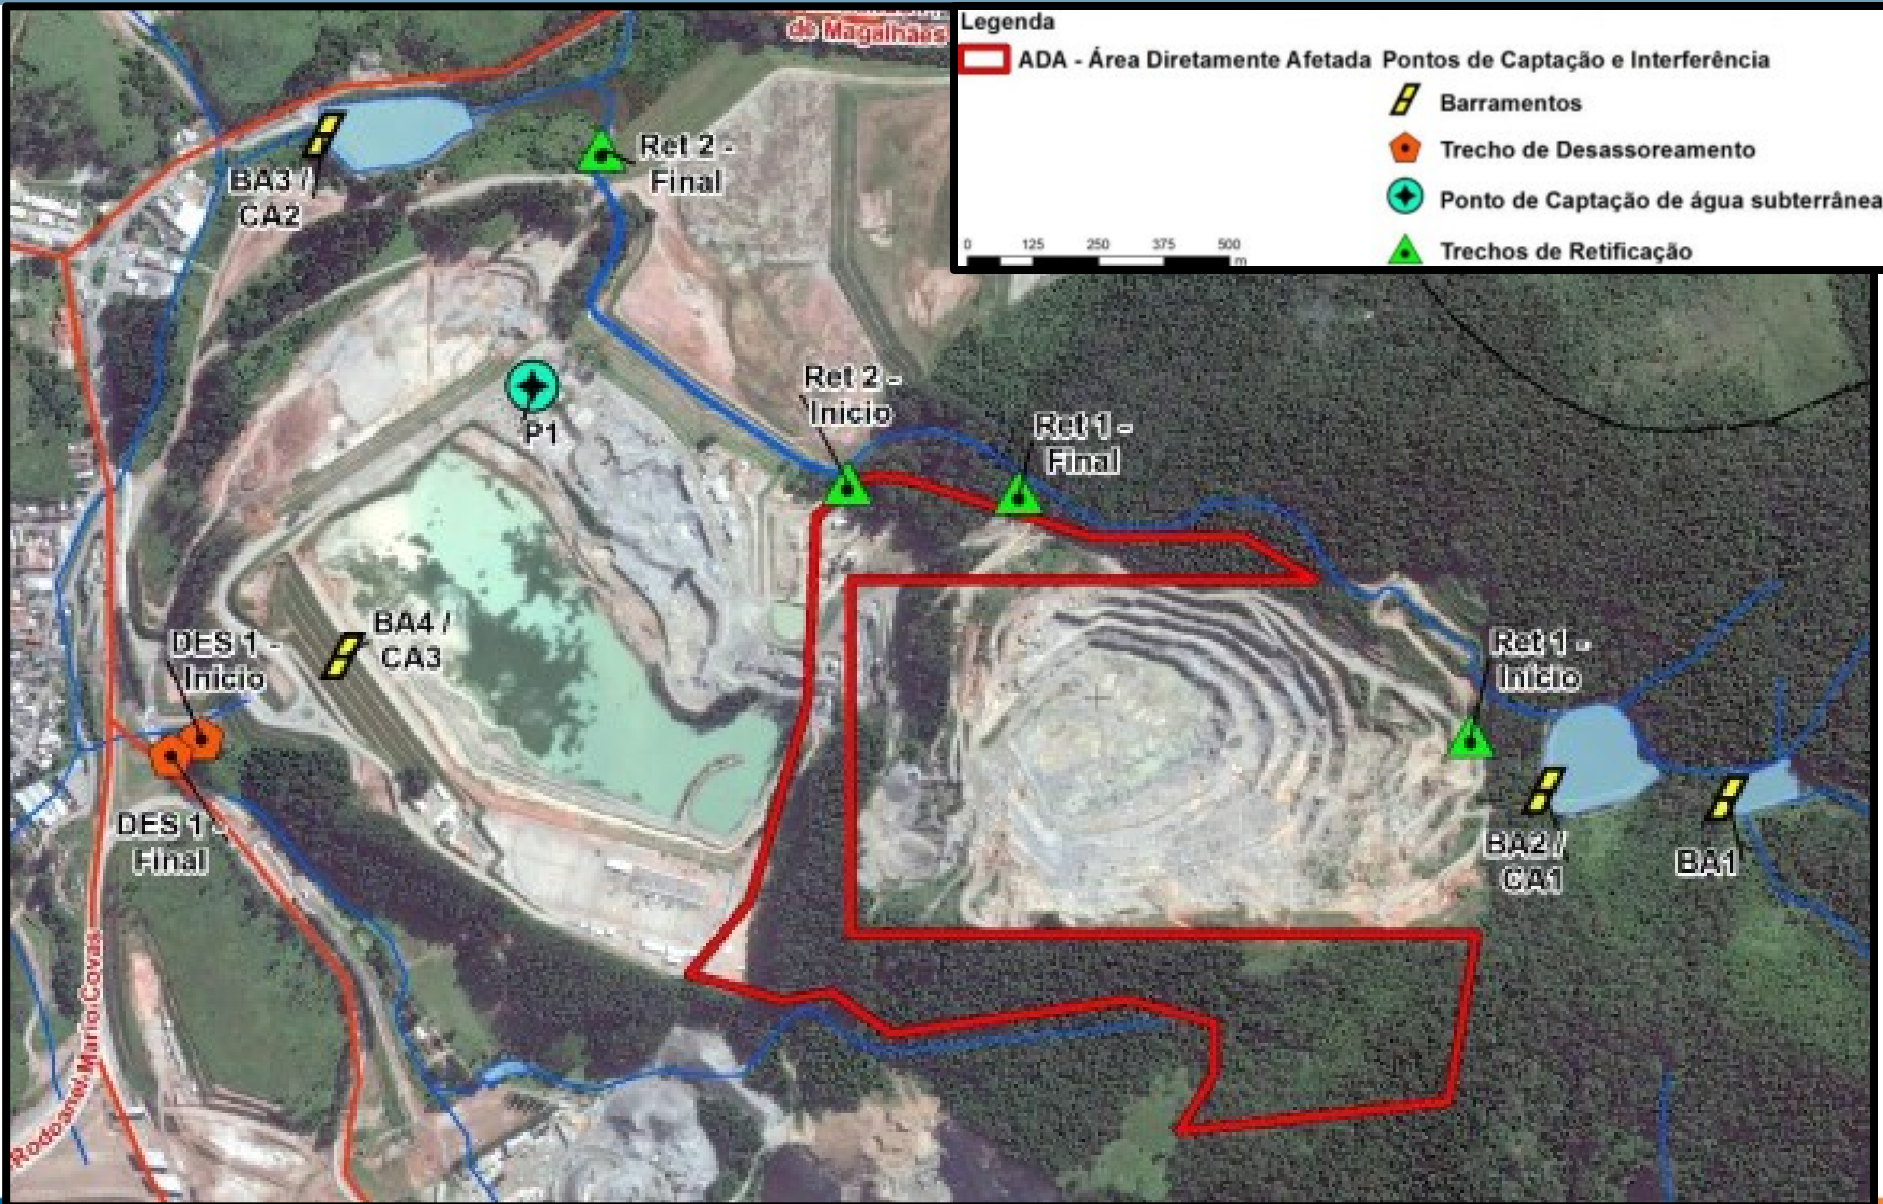 de Magalhães
Legenda
ADA - Área Diretamente Afetada
Pontos de Captação e Interferência
Barramentos
Trecho de Desassoreamento
Ponto de Captação de água subterrânea
Trechos de Retificação
0 125 250 375 500
m
BA3 /
CA2
Ret 2 -
Final
P1
Ret 2 -
Início
Ret 1 -
Final
BA4 /
CA3
DES 1 -
Início
DES 1 -
Final
Ret 1 -
Início
BA2 /
CA1
BA1
Rodoanel Mario Covas